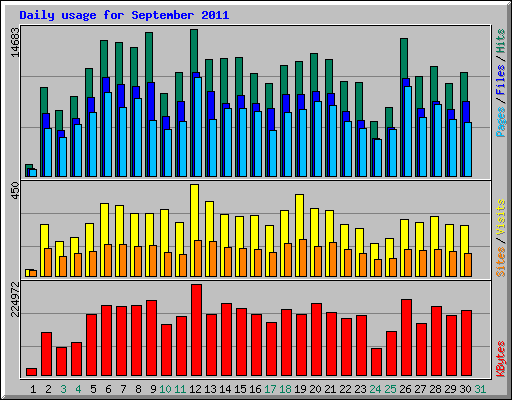 Daily usage for September 2011
14683
Pages / Files / Hits
450
Sites / Visits
224972
KBytes
1 2 3 4 5 6 7 8 9 10 11 12 13 14 15 16 17 18 19 20 21 22 23 24 25 26 27 28 29 30 31